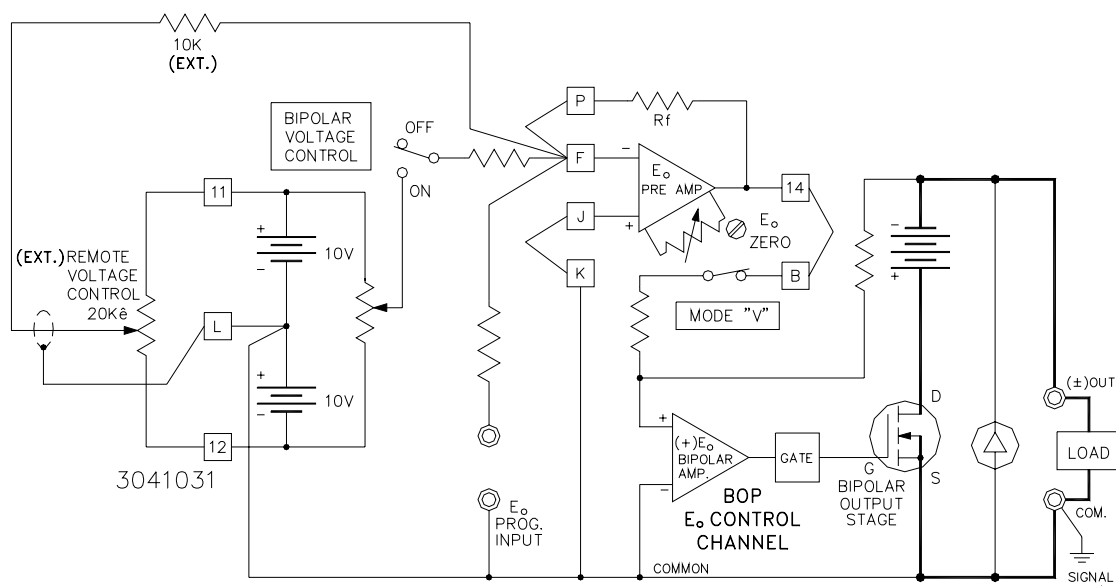 10K
(EXT.)
BIPOLAR
VOLTAGE
CONTROL
OFF
ON
P
Rf
F
−
E₀
PRE AMP
+
14
J
K
E₀
ZERO
B
MODE "V"
11
+
−
10V
(EXT.) REMOTE
VOLTAGE
CONTROL
20Kê
L
+
−
10V
12
3041031
E₀
PROG.
INPUT
+
(+)E₀
BIPOLAR
AMP.
−
GATE
BOP
E₀ CONTROL
CHANNEL
-
+
D
G
S
BIPOLAR
OUTPUT
STAGE
(±)OUT
LOAD
COM.
SIGNAL
COMMON